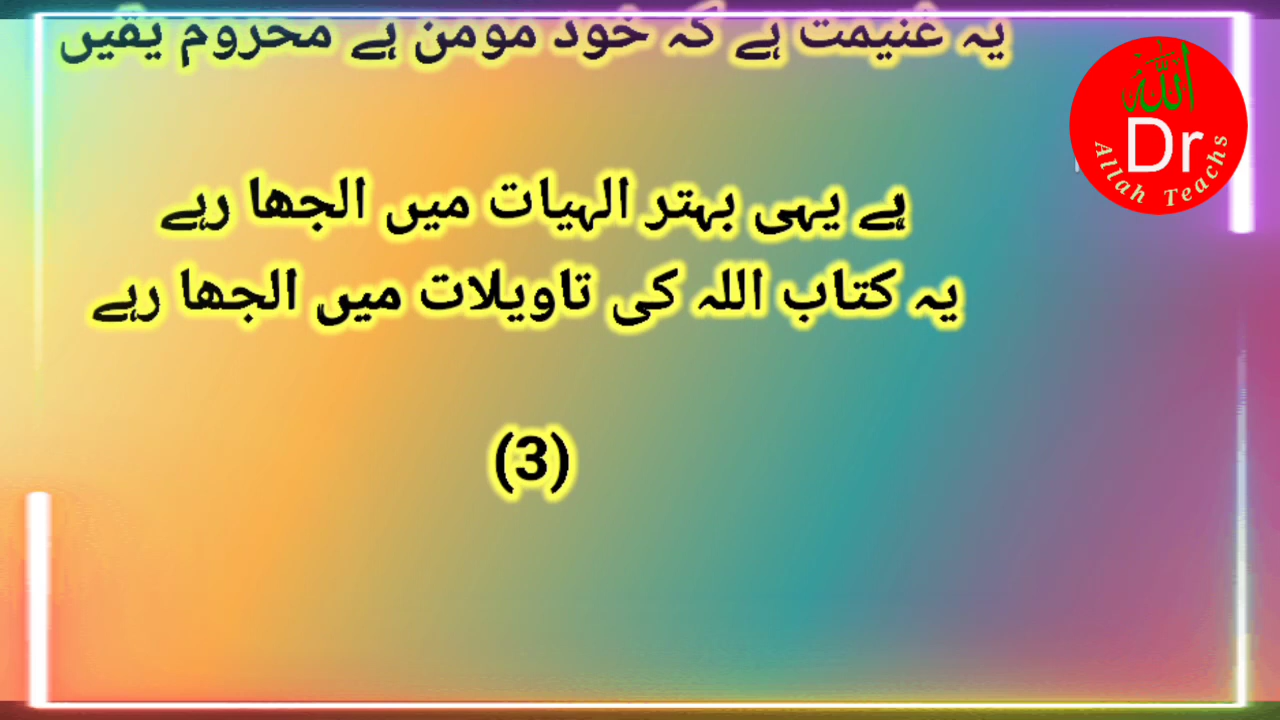 یہ غنیمت ہے کہ خود مومن ہے محروم یقیں
ہے یہی بہتر الہیات میں الجھا رہے
یہ کتاب اللہ کی تاویلات میں الجھا رہے
(3)
الله
Dr
Allah Teachs